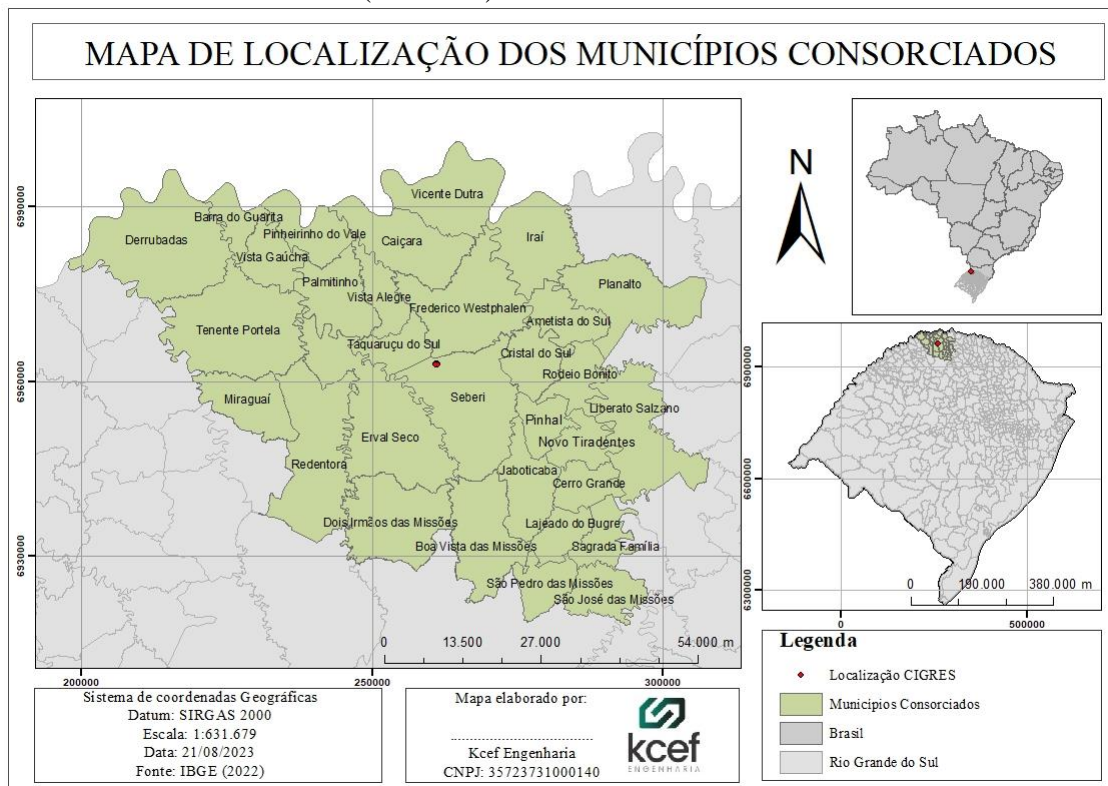 MAPA DE LOCALIZAÇÃO DOS MUNICÍPIOS CONSORCIADOS
6990000
6960000
6930000
200000
250000
300000
Vicente Dutra
Barra do Guarita
Derrubadas
Pinheirinho do Vale
Caiçara
Iraí
Vista Gaúcha
Palmitinho
Planalto
Vista Alegre
Frederico Westphalen
Ametista do Sul
Tenente Portela
Taquaruçu do Sul
Cristal do Sul
Rodeio Bonito
Miraguaí
Seberi
Liberato Salzano
Pinhal
Erval Seco
Novo Tiradentes
Redentora
Jaboticaba
Cerro Grande
Dois Irmãos das Missões
Lajeado do Bugre
Boa Vista das Missões
Sagrada Família
São Pedro das Missões
São José das Missões
0 13.500 27.000 54.000 m
N
6900000
6600000
6300000
0 190.000 380.000 m
0 500000
Legenda
Localização CIGRES
Municipios Consorciados
Brasil
Rio Grande do Sul
Sistema de coordenadas Geográficas
Datum: SIRGAS 2000
Escala: 1:631.679
Data: 21/08/2023
Fonte: IBGE (2022)
Mapa elaborado por:
Kcef Engenharia
CNPJ: 35723731000140
kcef
ENGENHARIA